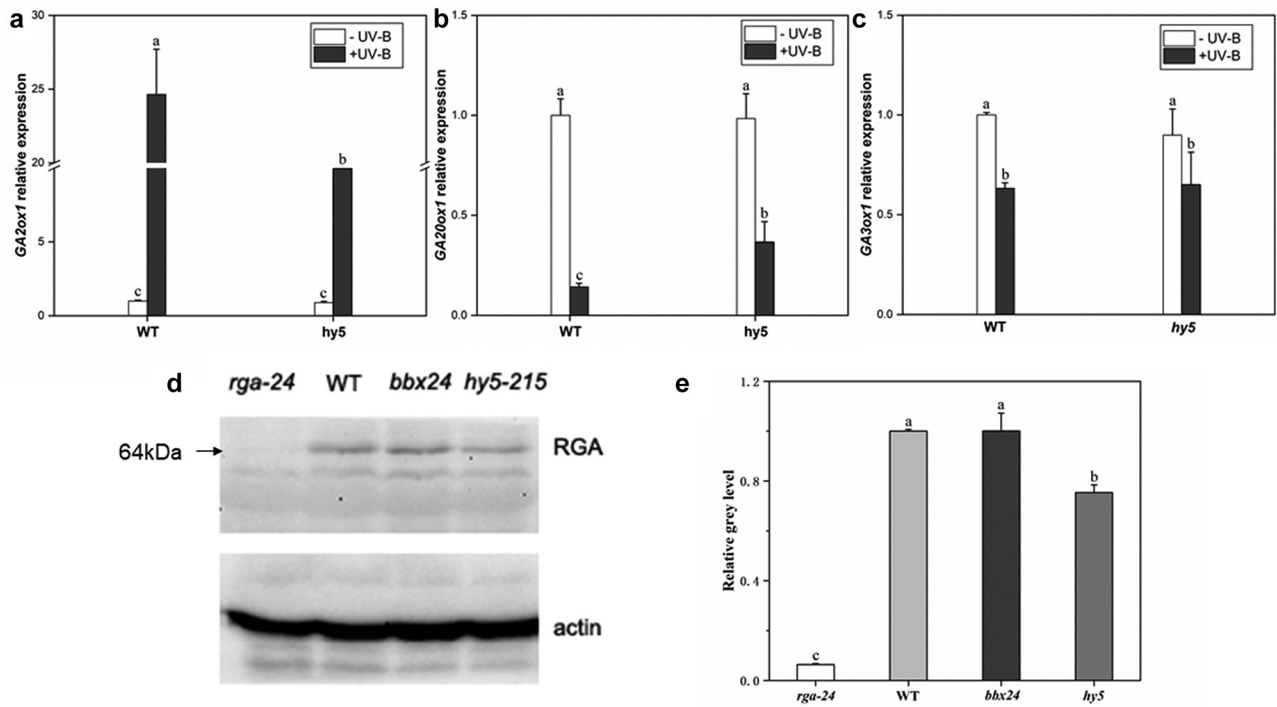 a
30
25
20
5
0
GA2ox1 relative expression
- UV-B
+UV-B
c
a
c
b
WT
hy5
b
1.5
1.0
0.5
0.0
GA20ox1 relative expression
- UV-B
+UV-B
a
c
a
b
WT
hy5
c
1.5
1.0
0.5
0.0
GA3ox1 relative expression
- UV-B
+UV-B
a
b
a
b
WT
hy5
d
rga-24 WT bbx24 hy5-215
64kDa
RGA
actin
e
1.2
0.8
0.4
0.0
Relative grey level
c
a
a
b
rga-24 WT bbx24 hy5